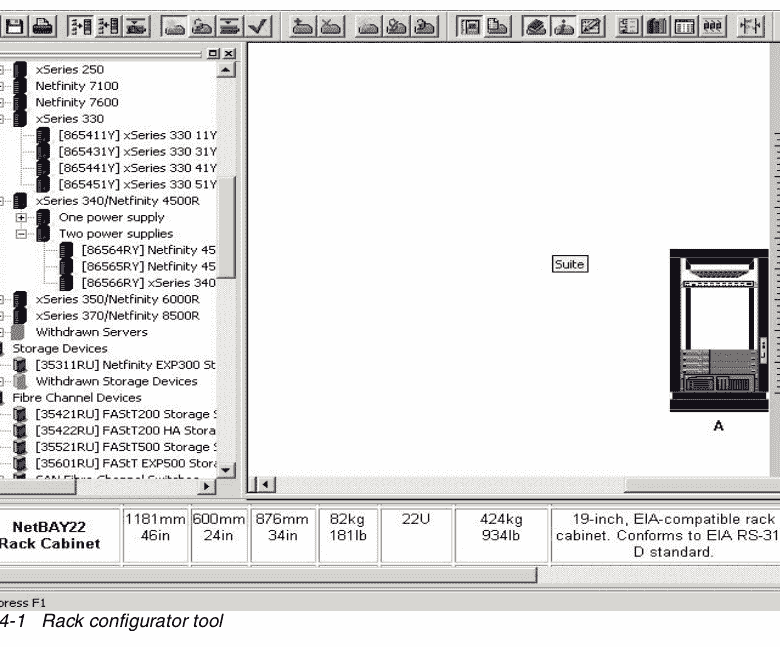 xSeries 250
Netfinity 7100
Netfinity 7600
xSeries 330
[865411Y] xSeries 330 11Y
[865431Y] xSeries 330 31Y
[865441Y] xSeries 330 41Y
[865451Y] xSeries 330 51Y
xSeries 340/Netfinity 4500R
One power supply
Two power supplies
[86564RY] Netfinity 45
[86565RY] Netfinity 45
[86566RY] xSeries 340
xSeries 350/Netfinity 6000R
xSeries 370/Netfinity 8500R
Withdrawn Servers
Storage Devices
[35311RU] Netfinity EXP300 St
Withdrawn Storage Devices
Fibre Channel Devices
[35421RU] FAStT200 Storage S
[35422RU] FAStT200 HA Stora
[35521RU] FAStT500 Storage S
[35601RU] FAStT EXP500 Stora
SAN Fibre Channel Switches
Suite
A
NetBAY22
Rack Cabinet
1181mm
46in
600mm
24in
876mm
34in
82kg
181lb
22U
424kg
934lb
19-inch, EIA-compatible rack
cabinet. Conforms to EIA RS-31
D standard.
press F1
4-1 Rack configurator tool